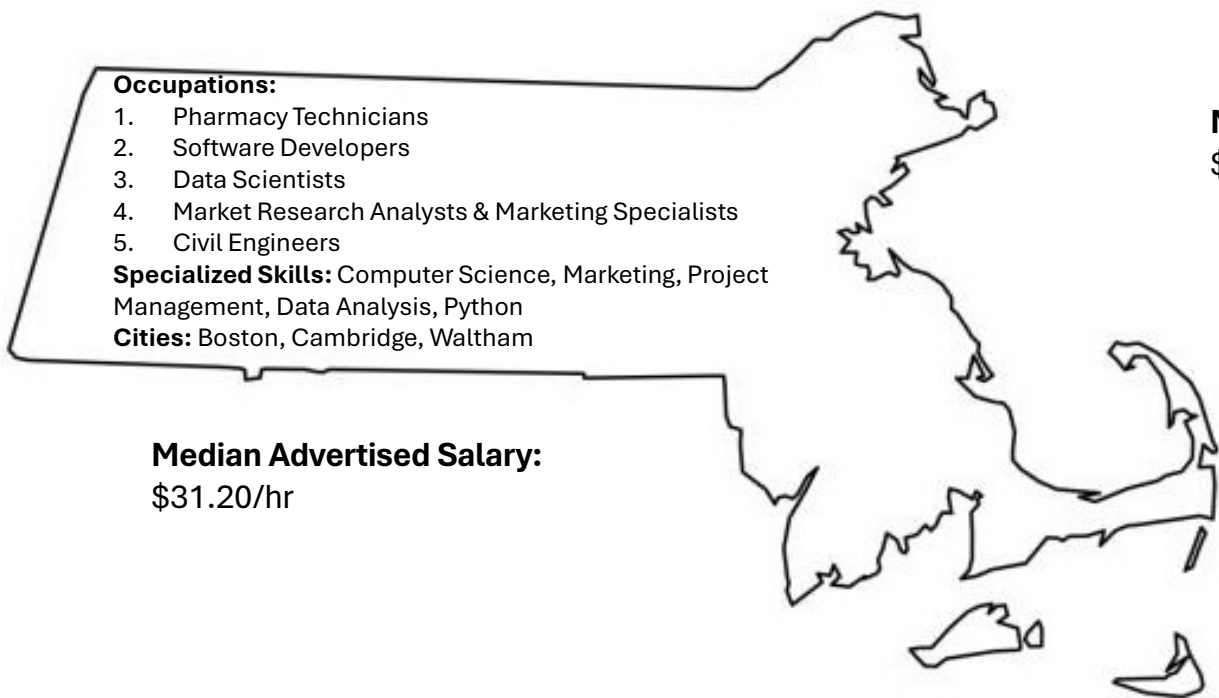 Occupations:
1. Pharmacy Technicians
2. Software Developers
3. Data Scientists
4. Market Research Analysts & Marketing Specialists
5. Civil Engineers
Specialized Skills: Computer Science, Marketing, Project
Management, Data Analysis, Python
Cities: Boston, Cambridge, Waltham
Median Advertised Salary:
$31.20/hr